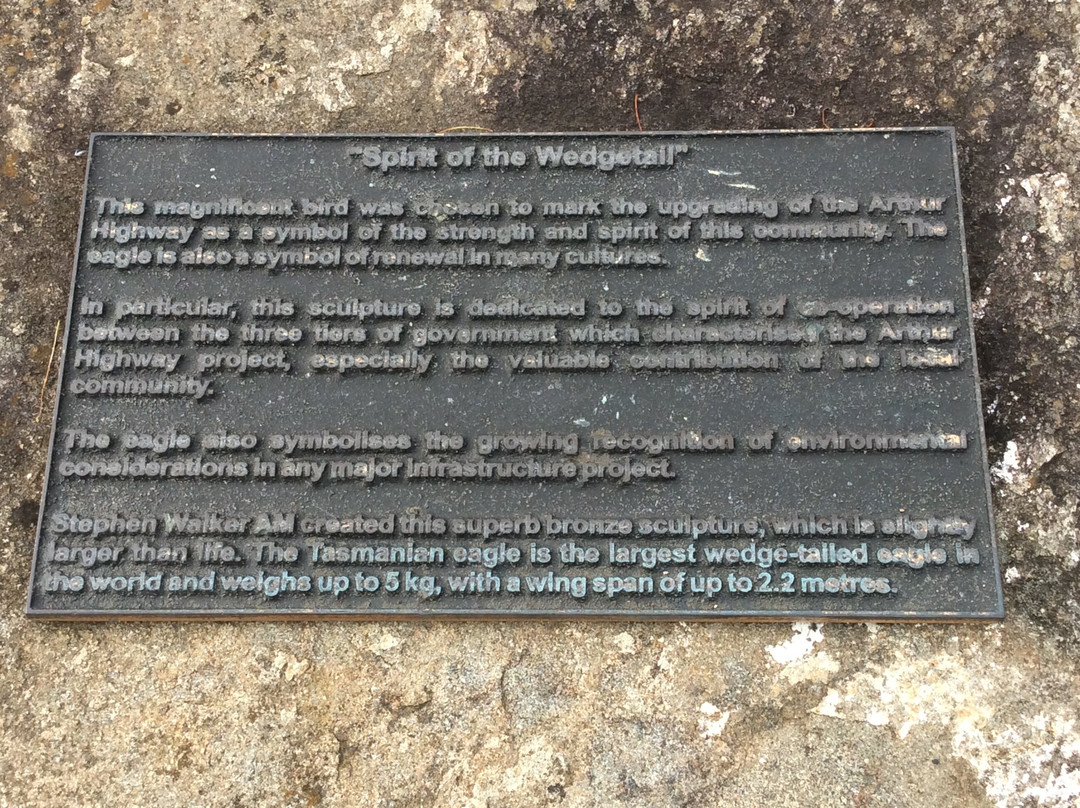 "Spirit of the Wedgetail"
This magnificent bird was chosen to mark the upgrading of the Arthur
Highway as a symbol of the strength and spirit of this community. The
eagle is also a symbol of renewal in many cultures.
In particular, this sculpture is dedicated to the spirit of co-operation
between the three tiers of government which characterised the Arthur
Highway project, especially the valuable contribution of the local
community.
The eagle also symbolises the growing recognition of environmental
considerations in any major infrastructure project.
Stephen Walker AM created this superb bronze sculpture, which is slightly
larger than life. The Tasmanian eagle is the largest wedge-tailed eagle in
the world and weighs up to 5 kg, with a wing span of up to 2.2 metres.